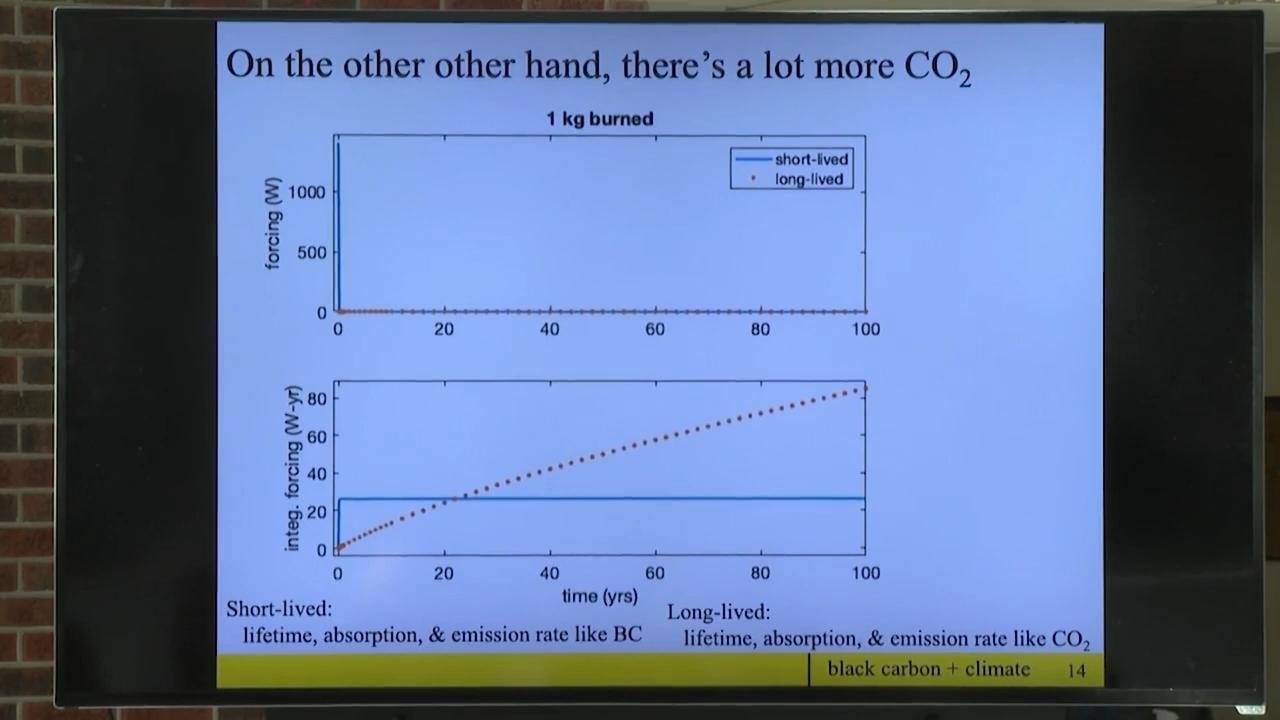 On the other other hand, there's a lot more CO₂
1 kg burned
short-lived
long-lived
forcing (W)
1000
500
0
0 20 40 60 80 100
integ. forcing (W-yr)
80
60
40
20
0
0 20 40 60 80 100
time (yrs)
Short-lived:
lifetime, absorption, & emission rate like BC
Long-lived:
lifetime, absorption, & emission rate like CO₂
black carbon + climate 14